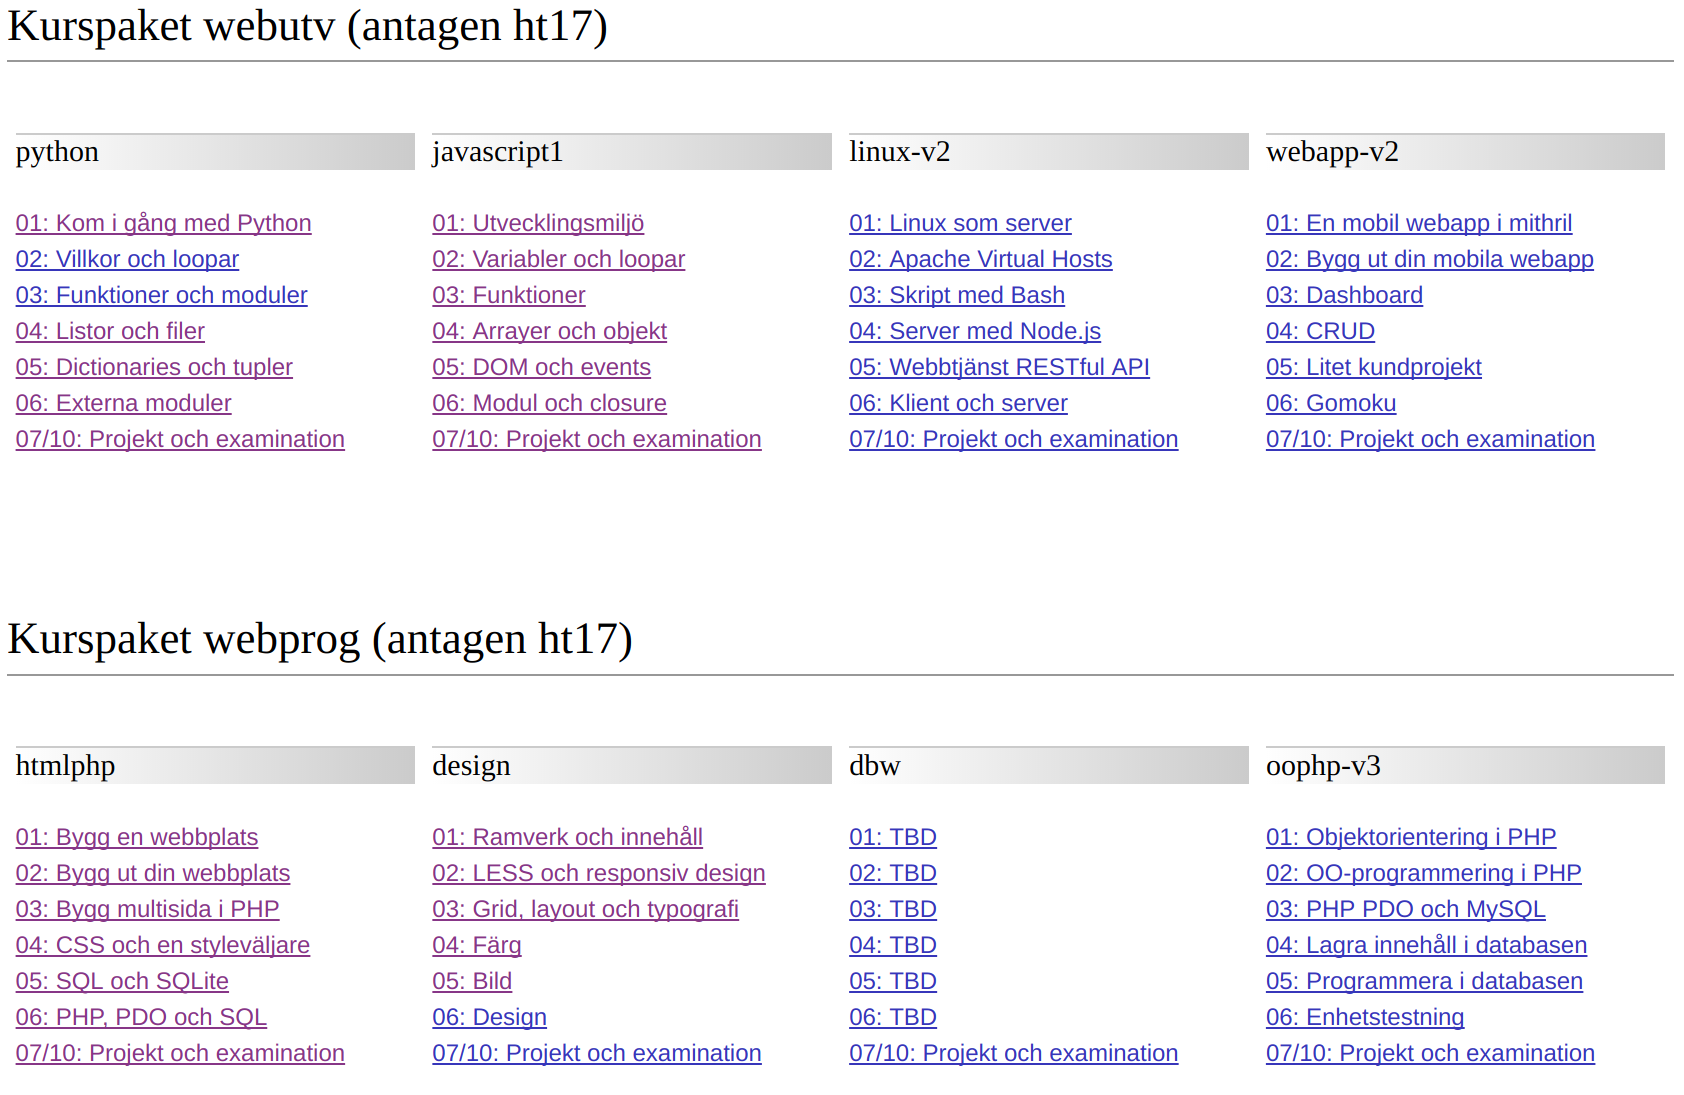 Kurspaket webutv (antagen ht17)
python
01: Kom i gång med Python
02: Villkor och loopar
03: Funktioner och moduler
04: Listor och filer
05: Dictionaries och tupler
06: Externa moduler
07/10: Projekt och examination
javascript1
01: Utvecklingsmiljö
02: Variabler och loopar
03: Funktioner
04: Arrayer och objekt
05: DOM och events
06: Modul och closure
07/10: Projekt och examination
linux-v2
01: Linux som server
02: Apache Virtual Hosts
03: Skript med Bash
04: Server med Node.js
05: Webbtjänst RESTful API
06: Klient och server
07/10: Projekt och examination
webapp-v2
01: En mobil webapp i mithril
02: Bygg ut din mobila webapp
03: Dashboard
04: CRUD
05: Litet kundprojekt
06: Gomoku
07/10: Projekt och examination
Kurspaket webprog (antagen ht17)
htmlphp
01: Bygg en webbplats
02: Bygg ut din webbplats
03: Bygg multisida i PHP
04: CSS och en styleväljare
05: SQL och SQLite
06: PHP, PDO och SQL
07/10: Projekt och examination
design
01: Ramverk och innehåll
02: LESS och responsiv design
03: Grid, layout och typografi
04: Färg
05: Bild
06: Design
07/10: Projekt och examination
dbw
01: TBD
02: TBD
03: TBD
04: TBD
05: TBD
06: TBD
07/10: Projekt och examination
oophp-v3
01: Objektorientering i PHP
02: OO-programmering i PHP
03: PHP PDO och MySQL
04: Lagra innehåll i databasen
05: Programmera i databasen
06: Enhetstestning
07/10: Projekt och examination